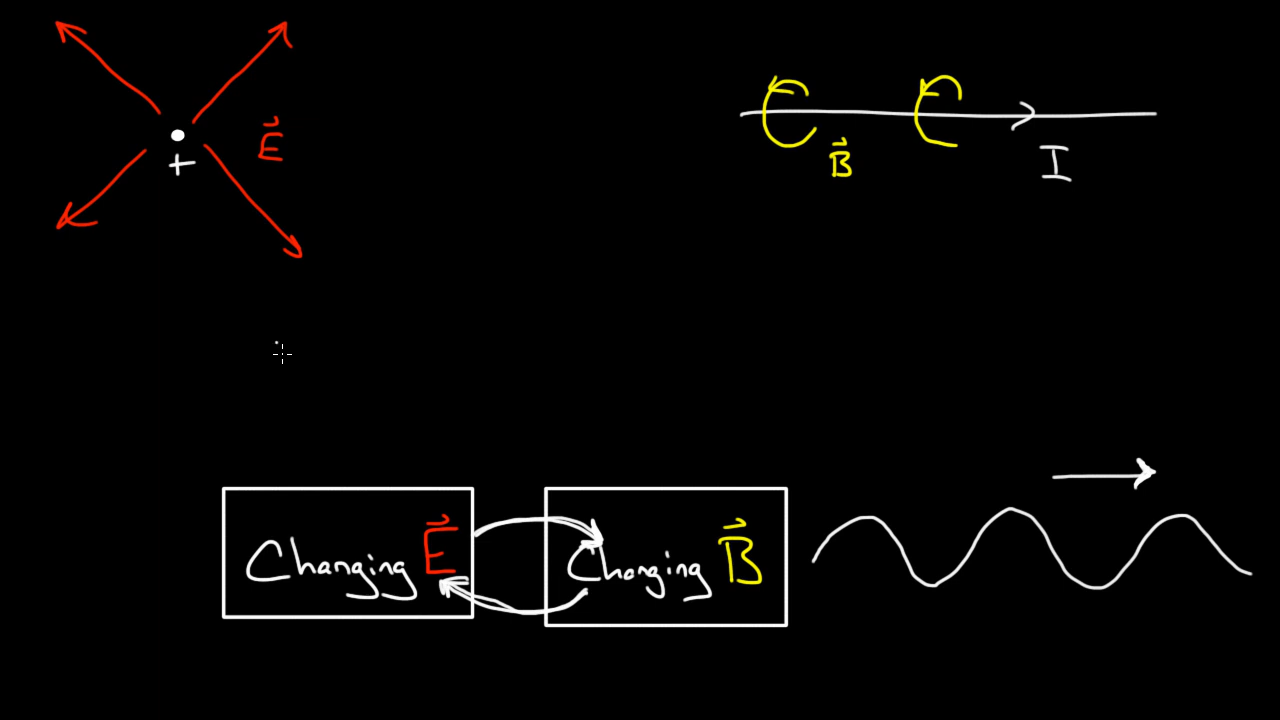 +
E⃗
B⃗
I
Changing E⃗
Changing B⃗